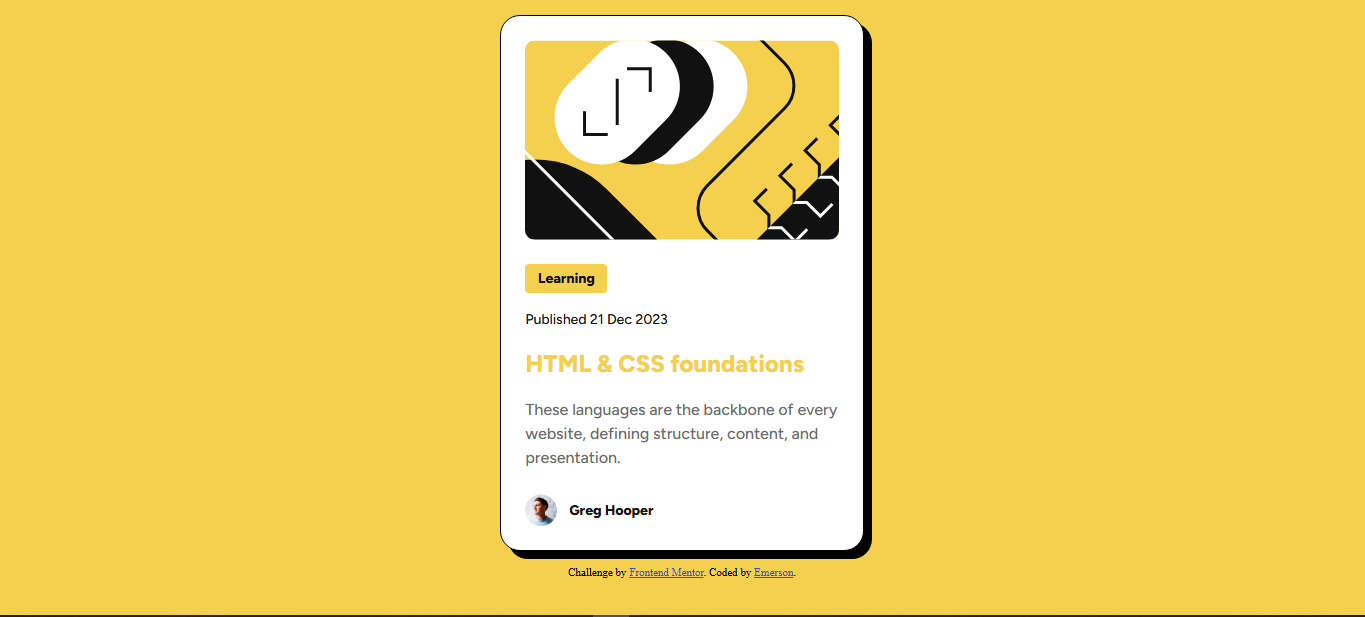 Learning
Published 21 Dec 2023
HTML & CSS foundations
These languages are the backbone of every
website, defining structure, content, and
presentation.
Greg Hooper
Challenge by Frontend Mentor. Coded by Emerson.